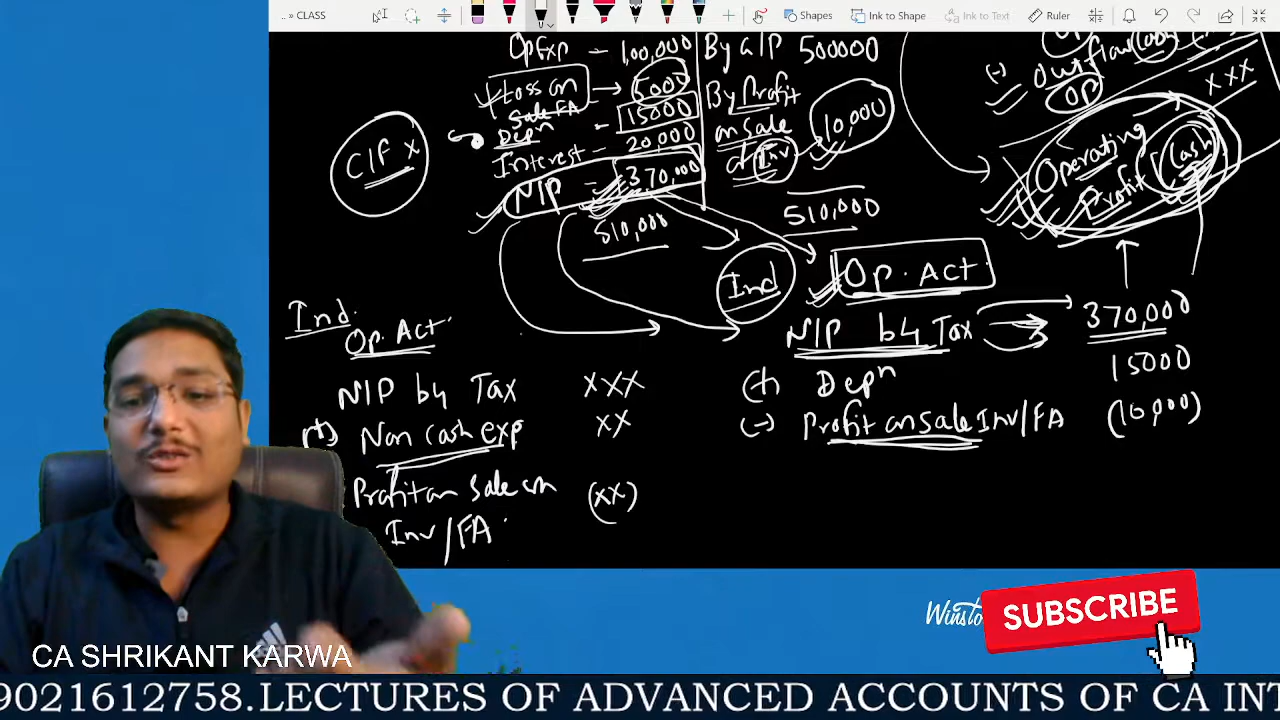 .. » CLASS
Shapes
Ink to Shape
Ink to Text
Ruler
Op Exp – 1,00,000
Loss on Sale FA → 5000
Depn – 15000
Interest – 20,000
N/P = 370,000
510,000
By G/P 500000
By Profit on Sale of Inv 10,000
510,000
C/F x
(-) outflow (Cash)
OP
xxx
Operating Profit (Cash)
Ind
Op. Act
N/P b4 Tax → 370,000
(+) Depn 15000
(-) Profit on Sale Inv/FA (10,000)
Ind.
Op. Act.
N/P b4 Tax xxx
(+) Non cash exp xx
Profit on Sale on Inv/FA (xx)
Winsto
SUBSCRIBE
CA SHRIKANT KARWA
9021612758.LECTURES OF ADVANCED ACCOUNTS OF CA INT